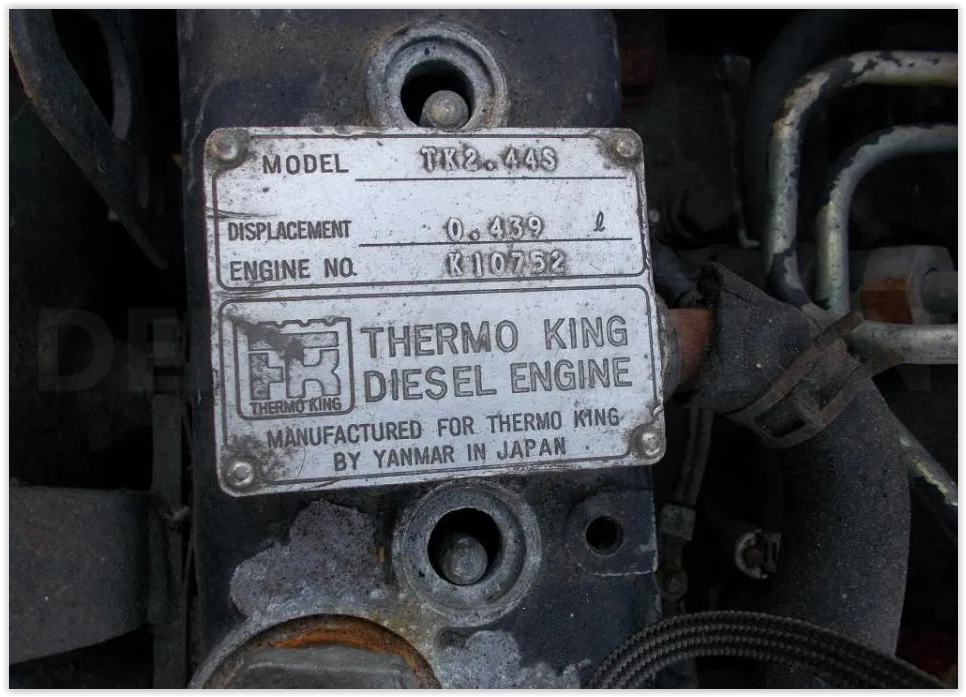 MODEL TK2.44S
DISPLACEMENT 0.439 ℓ
ENGINE NO. K10752
THERMO KING
THERMO KING
DIESEL ENGINE
MANUFACTURED FOR THERMO KING
BY YANMAR IN JAPAN